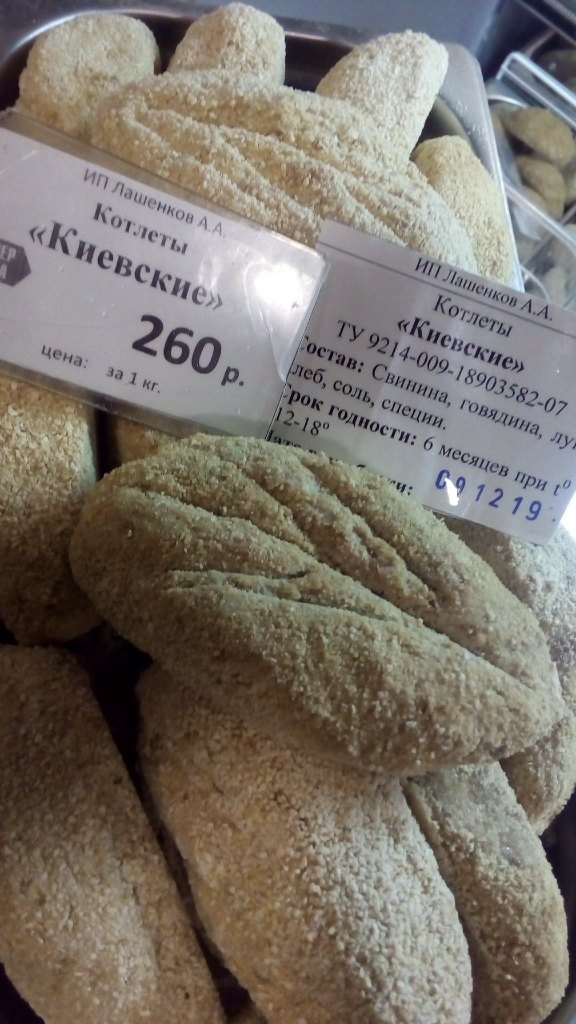 ИП Лашенков А.А.
Котлеты
«Киевские»
260 р.
цена: за 1 кг.
ИП Лашенков А.А.
Котлеты
«Киевские»
ТУ 9214-009-18903582-07
Состав: Свинина, говядина, лук
хлеб, соль, специи.
Срок годности: 6 месяцев при t°
12-18°
091219